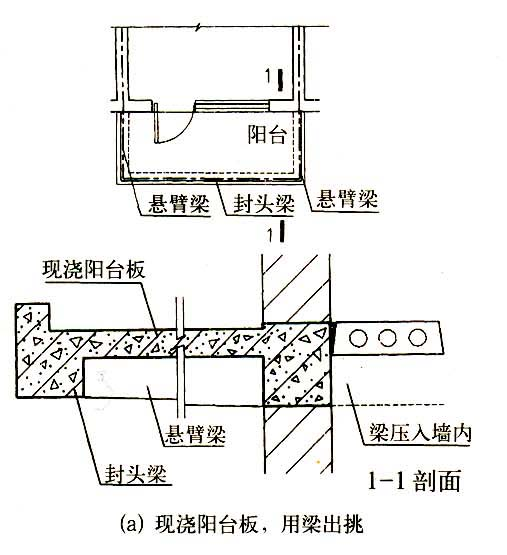 1
阳台
悬臂梁
封头梁
悬臂梁
1
现浇阳台板
悬臂梁
梁压入墙内
封头梁
1-1 剖面
(a) 现浇阳台板，用梁出挑